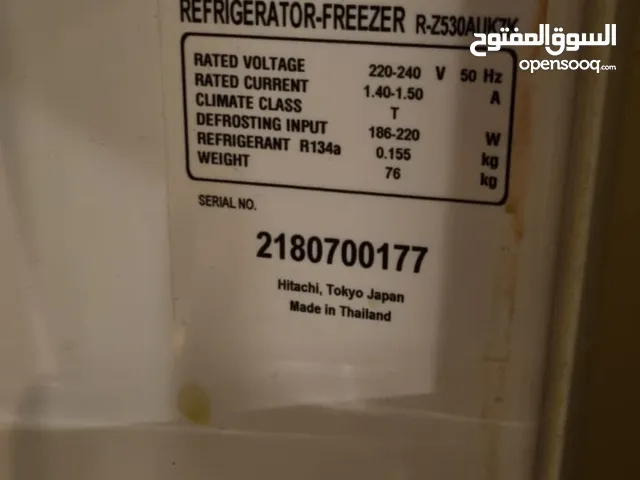 REFRIGERATOR-FREEZER R-Z530AUK7K
السوق المفتوح
opensooq.com
RATED VOLTAGE 220-240 V 50 Hz
RATED CURRENT 1.40-1.50 A
CLIMATE CLASS T
DEFROSTING INPUT 186-220 W
REFRIGERANT R134a 0.155 kg
WEIGHT 76 kg
SERIAL NO.
2180700177
Hitachi, Tokyo Japan
Made in Thailand